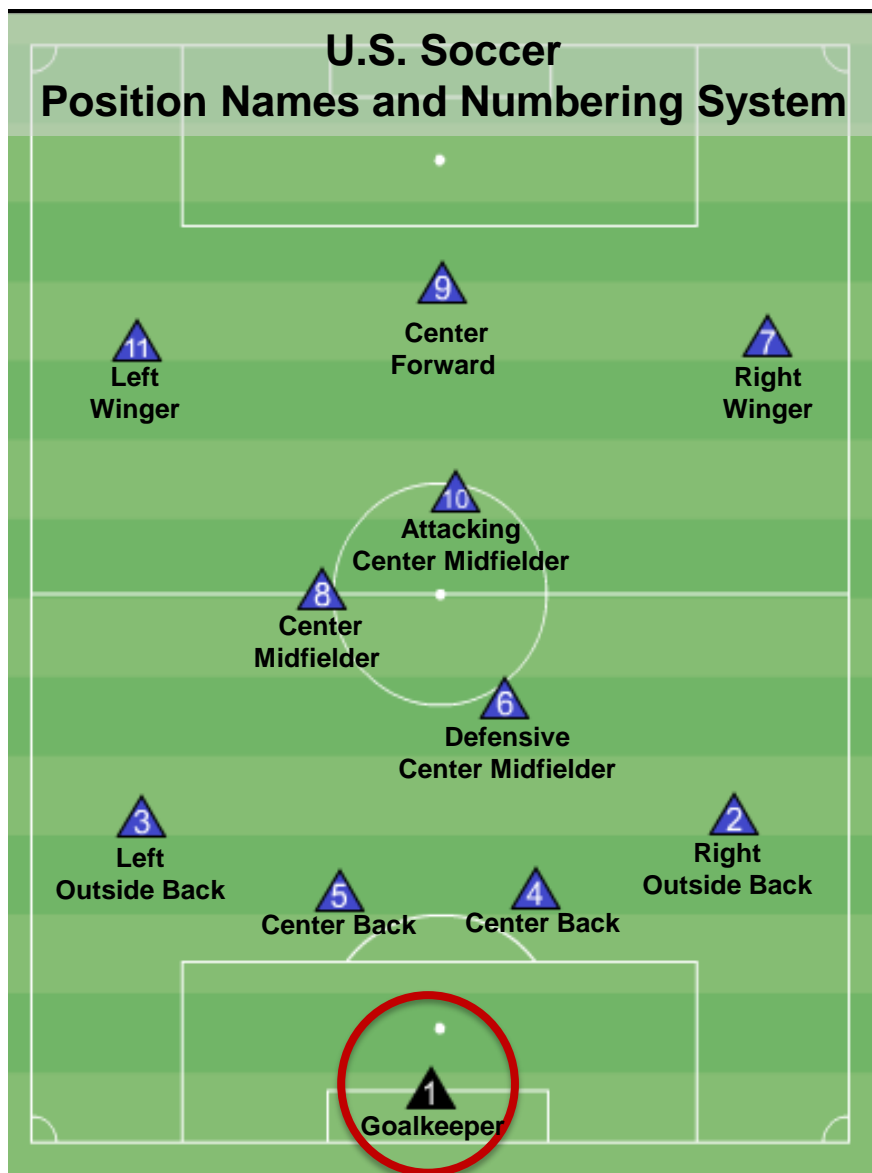 U.S. Soccer
Position Names and Numbering System
9
Center
Forward
11
Left
Winger
7
Right
Winger
10
Attacking
Center Midfielder
8
Center
Midfielder
6
Defensive
Center Midfielder
3
Left
Outside Back
2
Right
Outside Back
5
Center Back
4
Center Back
1
Goalkeeper